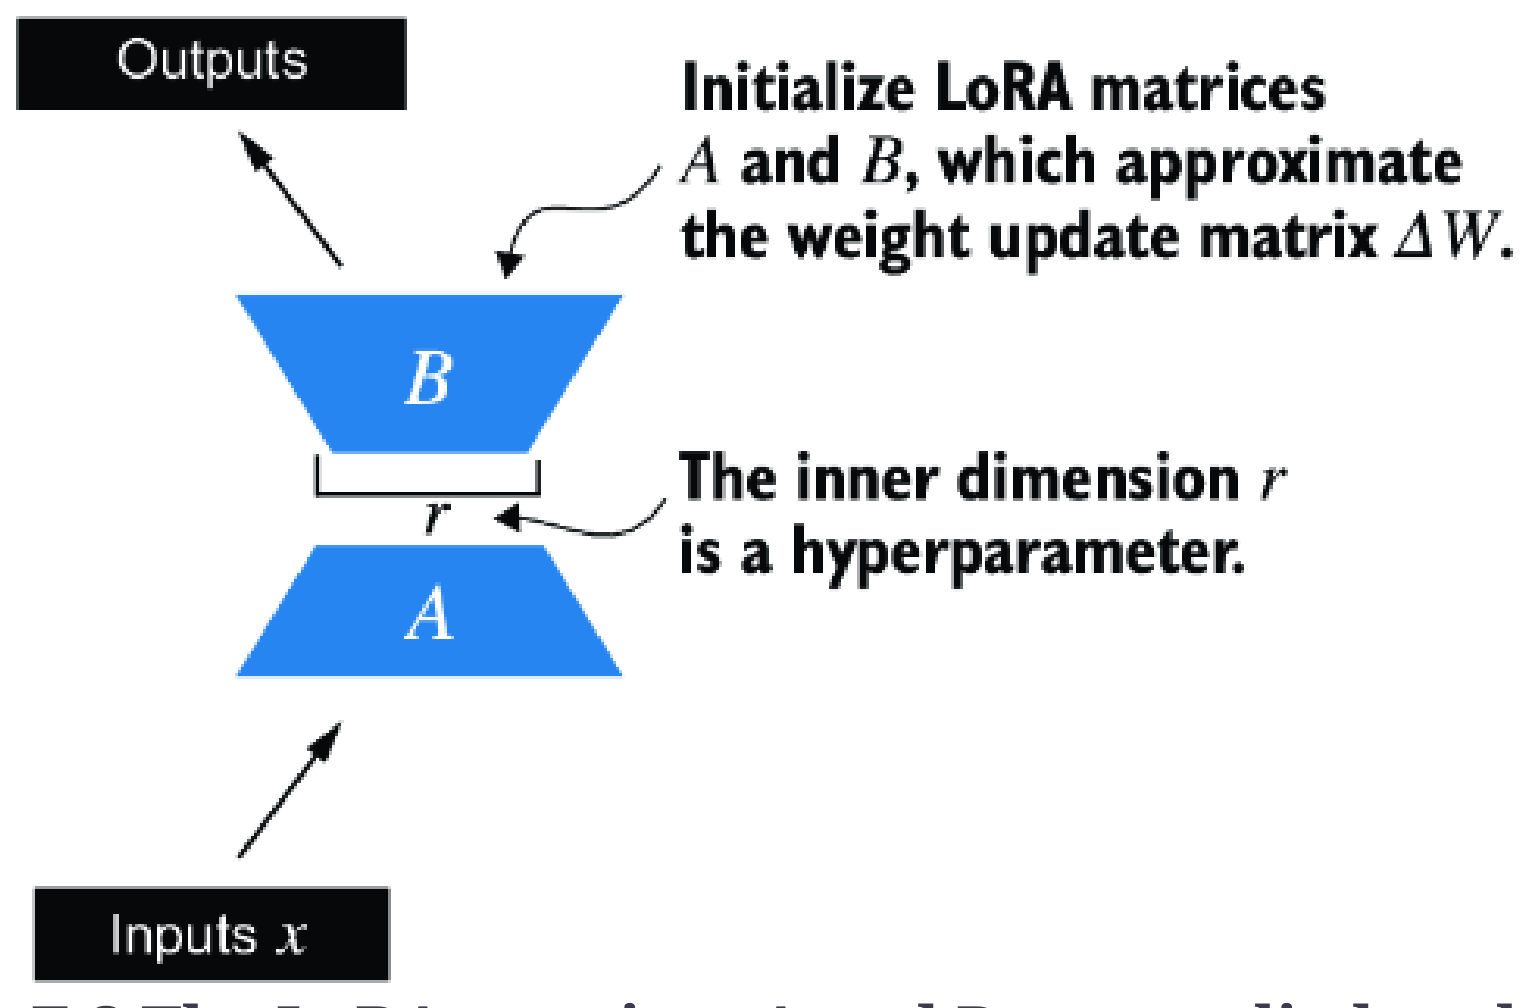 Outputs
Initialize LoRA matrices
A and B, which approximate
the weight update matrix ΔW.
B
The inner dimension r
is a hyperparameter.
r
A
Inputs x